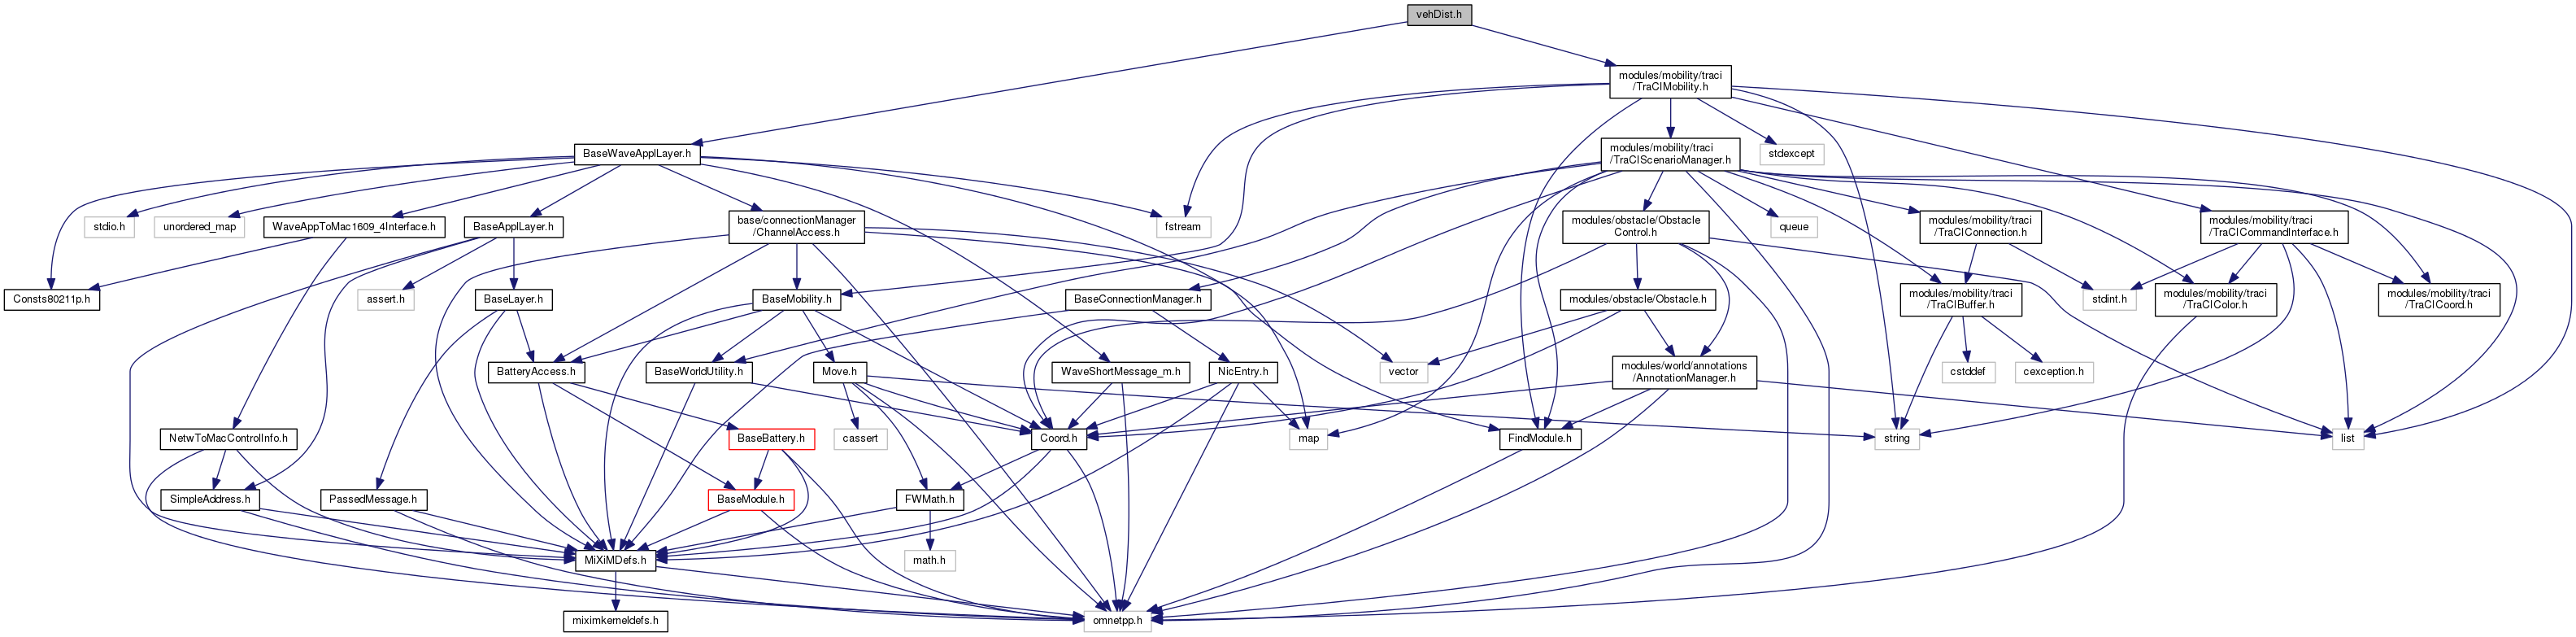 vehDist.h
modules/mobility/traci
/TraCIMobility.h
BaseWaveApplLayer.h
modules/mobility/traci
/TraCIScenarioManager.h
stdexcept
stdio.h
unordered_map
WaveAppToMac1609_4Interface.h
BaseApplLayer.h
base/connectionManager
/ChannelAccess.h
fstream
modules/obstacle/Obstacle
Control.h
queue
modules/mobility/traci
/TraCIConnection.h
modules/mobility/traci
/TraCICommandInterface.h
Consts80211p.h
assert.h
BaseLayer.h
BaseMobility.h
BaseConnectionManager.h
modules/obstacle/Obstacle.h
modules/mobility/traci
/TraCIBuffer.h
stdint.h
modules/mobility/traci
/TraCIColor.h
modules/mobility/traci
/TraCICoord.h
BatteryAccess.h
BaseWorldUtility.h
Move.h
WaveShortMessage_m.h
NicEntry.h
vector
modules/world/annotations
/AnnotationManager.h
cstddef
cexception.h
NetwToMacControlInfo.h
BaseBattery.h
cassert
Coord.h
map
FindModule.h
string
list
SimpleAddress.h
PassedMessage.h
BaseModule.h
FWMath.h
MiXiMDefs.h
math.h
miximkerneldefs.h
omnetpp.h